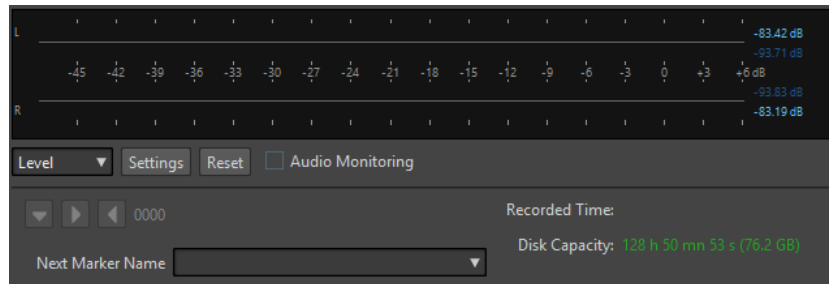 L
-83.42 dB
-93.71 dB
-45 -42 -39 -36 -33 -30 -27 -24 -21 -18 -15 -12 -9 -6 -3 0 +3 +6 dB
-93.83 dB
R
-83.19 dB
Level Settings Reset Audio Monitoring
0000 Recorded Time:
Disk Capacity: 128 h 50 mn 53 s (76.2 GB)
Next Marker Name